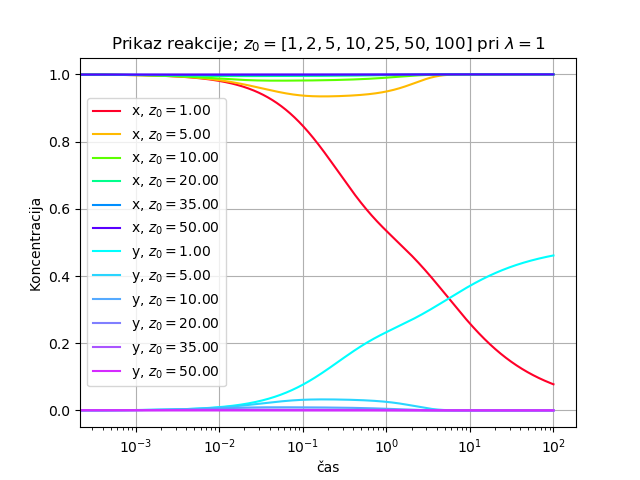 Prikaz reakcije; z₀ = [1, 2, 5, 10, 25, 50, 100] pri λ = 1
Koncentracija
1.0
0.8
0.6
0.4
0.2
0.0
x, z₀ = 1.00
x, z₀ = 5.00
x, z₀ = 10.00
x, z₀ = 20.00
x, z₀ = 35.00
x, z₀ = 50.00
y, z₀ = 1.00
y, z₀ = 5.00
y, z₀ = 10.00
y, z₀ = 20.00
y, z₀ = 35.00
y, z₀ = 50.00
10⁻³ 10⁻² 10⁻¹ 10⁰ 10¹ 10²
čas